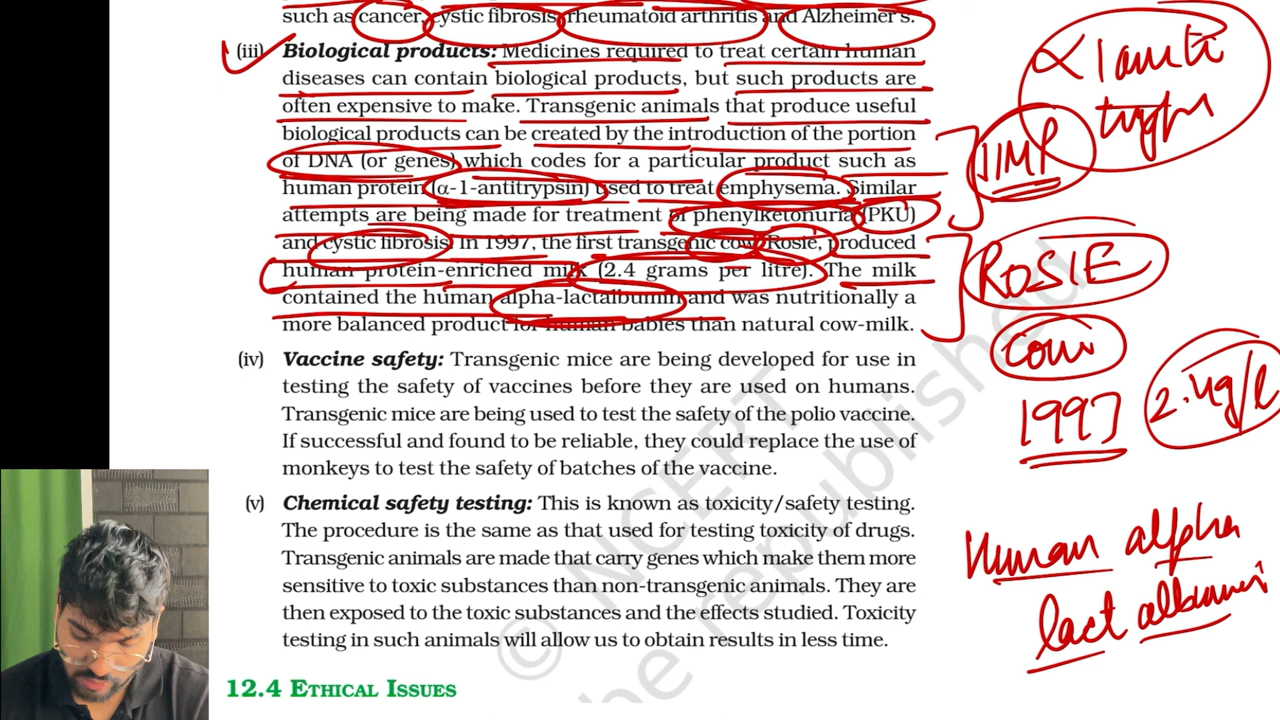 such as cancer, cystic fibrosis, rheumatoid arthritis and Alzheimer's.
(iii) Biological products: Medicines required to treat certain human
diseases can contain biological products, but such products are
often expensive to make. Transgenic animals that produce useful
biological products can be created by the introduction of the portion
of DNA (or genes) which codes for a particular product such as
human protein (α-1-antitrypsin) used to treat emphysema. Similar
attempts are being made for treatment of phenylketonuria (PKU)
and cystic fibrosis. In 1997, the first transgenic cow, Rosie, produced
human protein-enriched milk (2.4 grams per litre). The milk
contained the human alpha-lactalbumin and was nutritionally a
more balanced product for human babies than natural cow-milk.
(iv) Vaccine safety: Transgenic mice are being developed for use in
testing the safety of vaccines before they are used on humans.
Transgenic mice are being used to test the safety of the polio vaccine.
If successful and found to be reliable, they could replace the use of
monkeys to test the safety of batches of the vaccine.
(v) Chemical safety testing: This is known as toxicity/safety testing.
The procedure is the same as that used for testing toxicity of drugs.
Transgenic animals are made that carry genes which make them more
sensitive to toxic substances than non-transgenic animals. They are
then exposed to the toxic substances and the effects studied. Toxicity
testing in such animals will allow us to obtain results in less time.
12.4 ETHICAL ISSUES
α 1
IMP
ROSIE
cow
1997
2.4g/l
Human alpha
lact
© NCERT
be republished